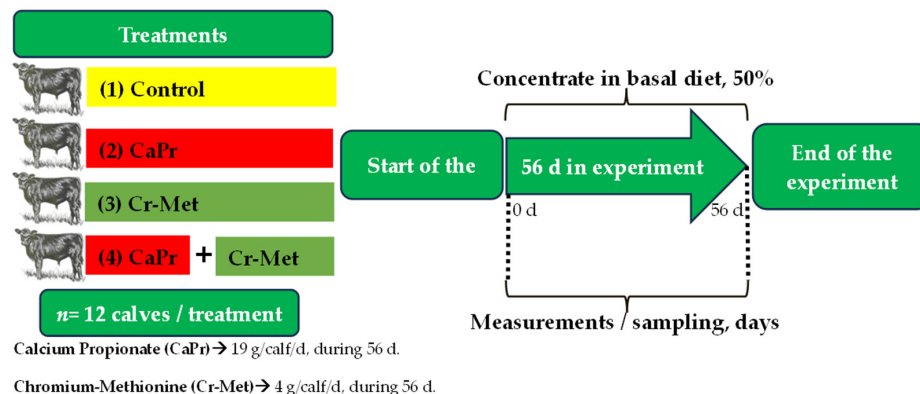 Treatments
(1) Control
(2) CaPr
(3) Cr-Met
(4) CaPr + Cr-Met
n= 12 calves / treatment
Calcium Propionate (CaPr)→ 19 g/calf/d, during 56 d.
Chromium-Methionine (Cr-Met)→ 4 g/calf/d, during 56 d.
Concentrate in basal diet, 50%
Start of the
56 d in experiment
0 d
56 d
End of the
experiment
Measurements / sampling, days